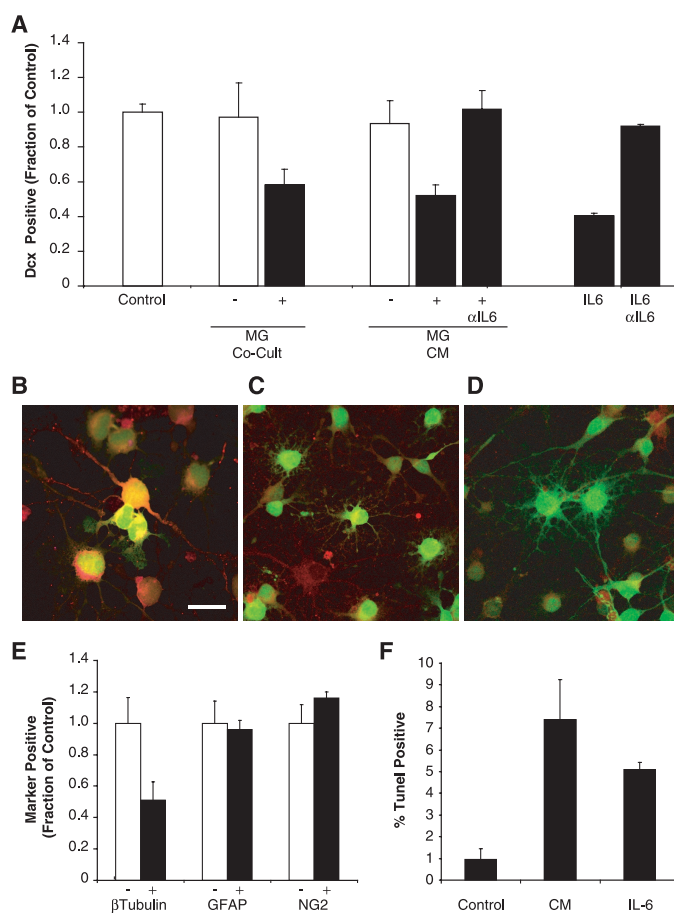 A
Dcx Positive (Fraction of Control)
1.4
1.2
1.0
0.8
0.6
0.4
0.2
0
Control
-
+
-
+
+
αIL6
IL6
IL6
αIL6
MG
Co-Cult
MG
CM
B
C
D
E
Marker Positive
(Fraction of Control)
1.4
1.2
1.0
0.8
0.6
0.4
0.2
0
-
+
-
+
-
+
βTubulin
GFAP
NG2
F
% Tunel Positive
10
9
8
7
6
5
4
3
2
1
0
Control
CM
IL-6